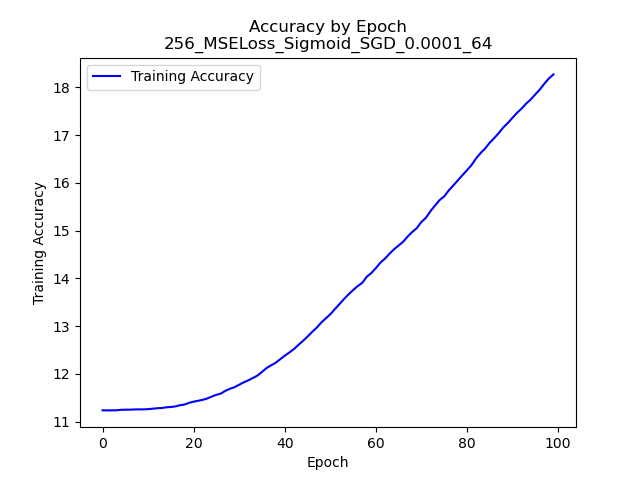 Accuracy by Epoch
256_MSELoss_Sigmoid_SGD_0.0001_64
Training Accuracy
Training Accuracy
18
17
16
15
14
13
12
11
0 20 40 60 80 100
Epoch